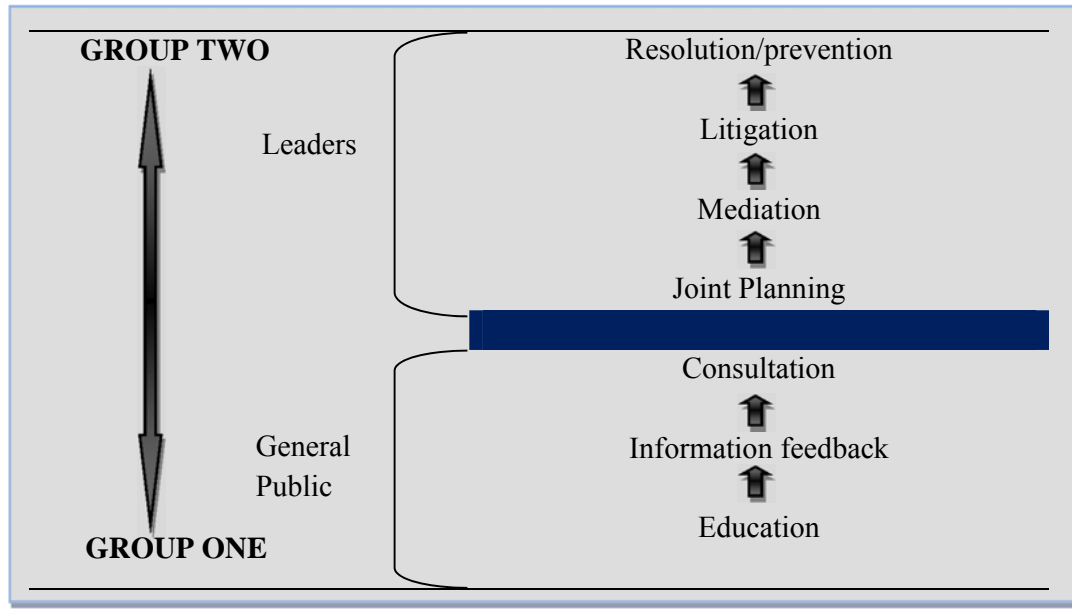 GROUP TWO
Resolution/prevention
Litigation
Leaders
Mediation
Joint Planning
Consultation
General
Public
Information feedback
Education
GROUP ONE